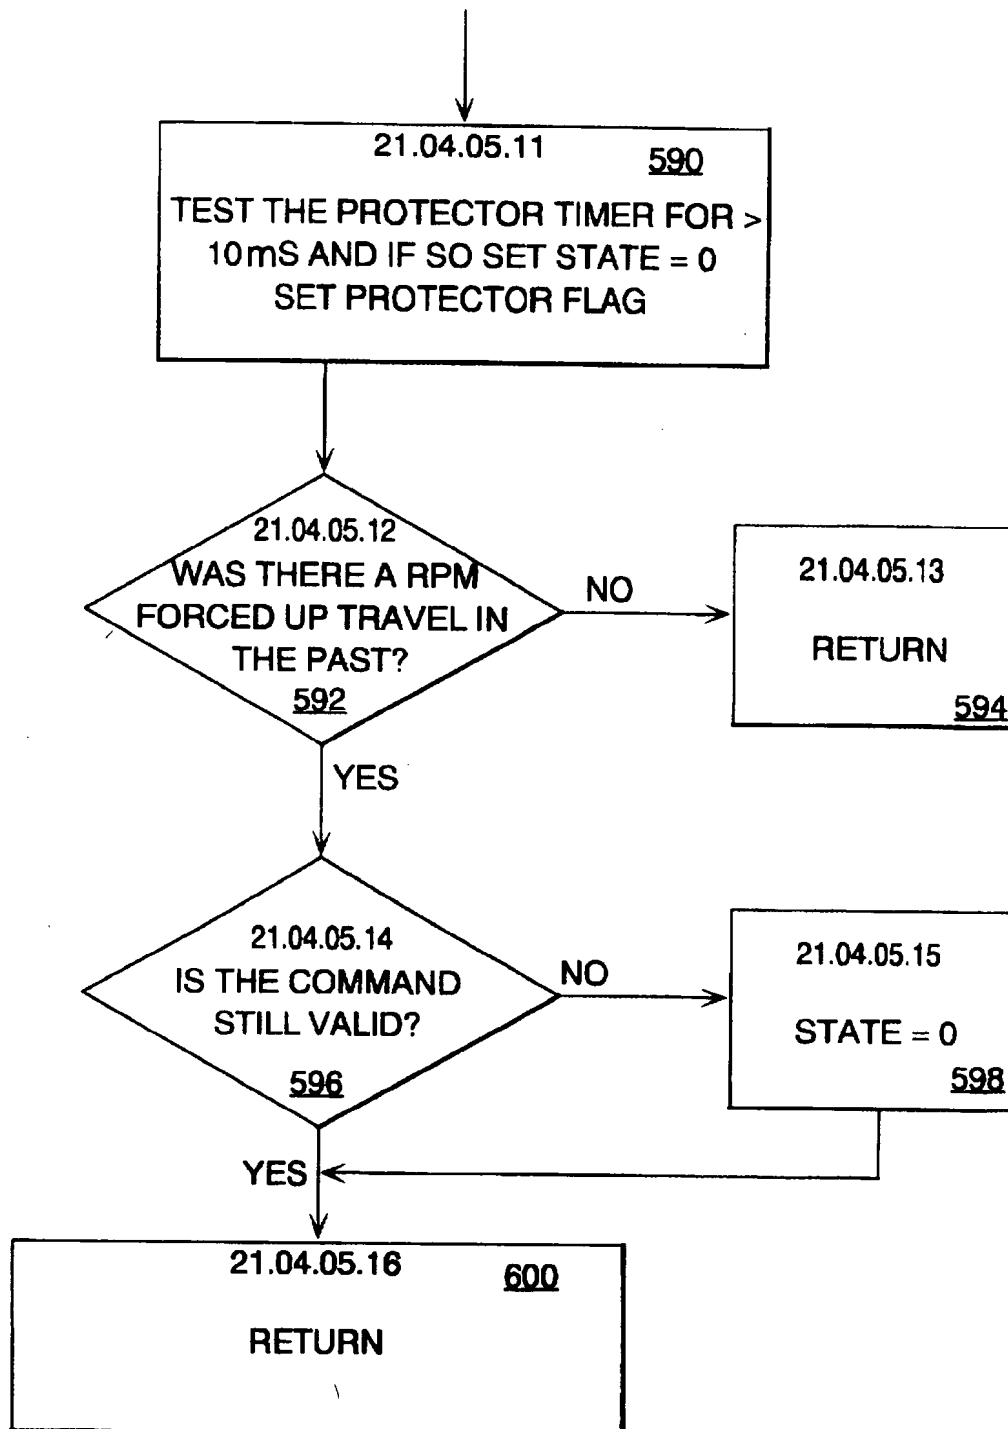 21.04.05.11
590
TEST THE PROTECTOR TIMER FOR >
10mS AND IF SO SET STATE = 0
SET PROTECTOR FLAG
21.04.05.12
WAS THERE A RPM
FORCED UP TRAVEL IN
THE PAST?
592
NO
21.04.05.13
RETURN
594
YES
21.04.05.14
IS THE COMMAND
STILL VALID?
596
NO
21.04.05.15
STATE = 0
598
YES
21.04.05.16
600
RETURN